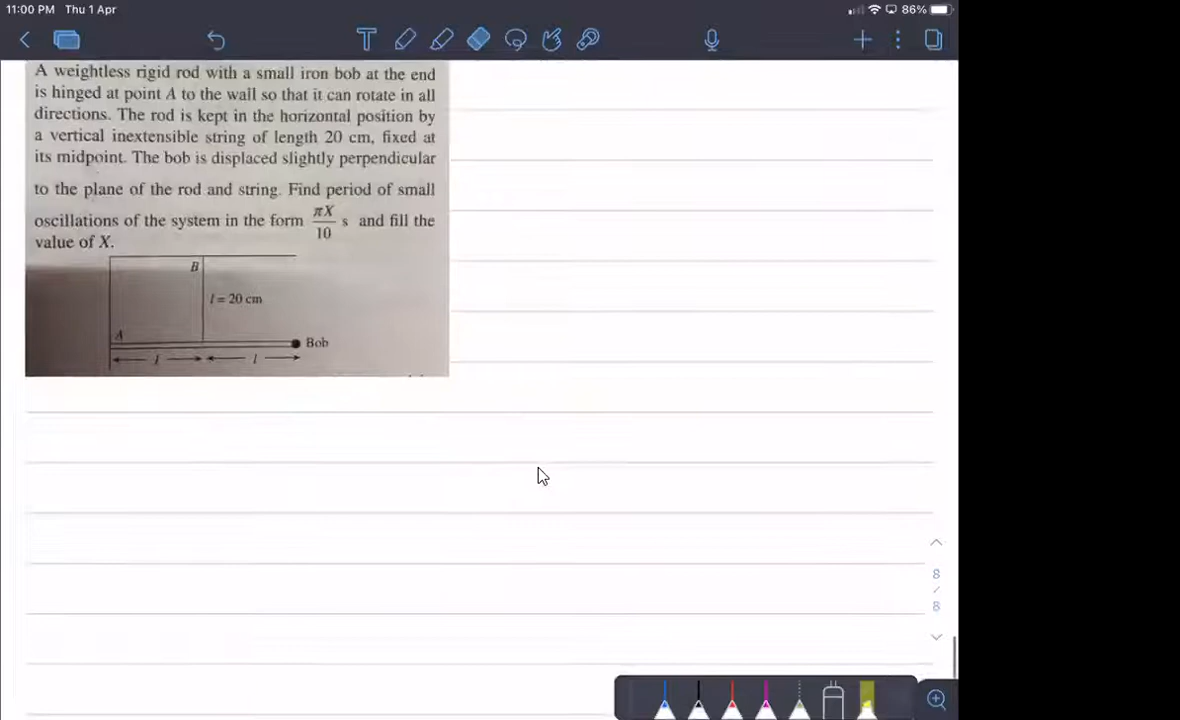 11:00 PM Thu 1 Apr
86%
A weightless rigid rod with a small iron bob at the end
is hinged at point A to the wall so that it can rotate in all
directions. The rod is kept in the horizontal position by
a vertical inextensible string of length 20 cm, fixed at
its midpoint. The bob is displaced slightly perpendicular
to the plane of the rod and string. Find period of small
oscillations of the system in the form πX/10 s and fill the
value of X.
B
l = 20 cm
A
Bob
l l
8
/
8